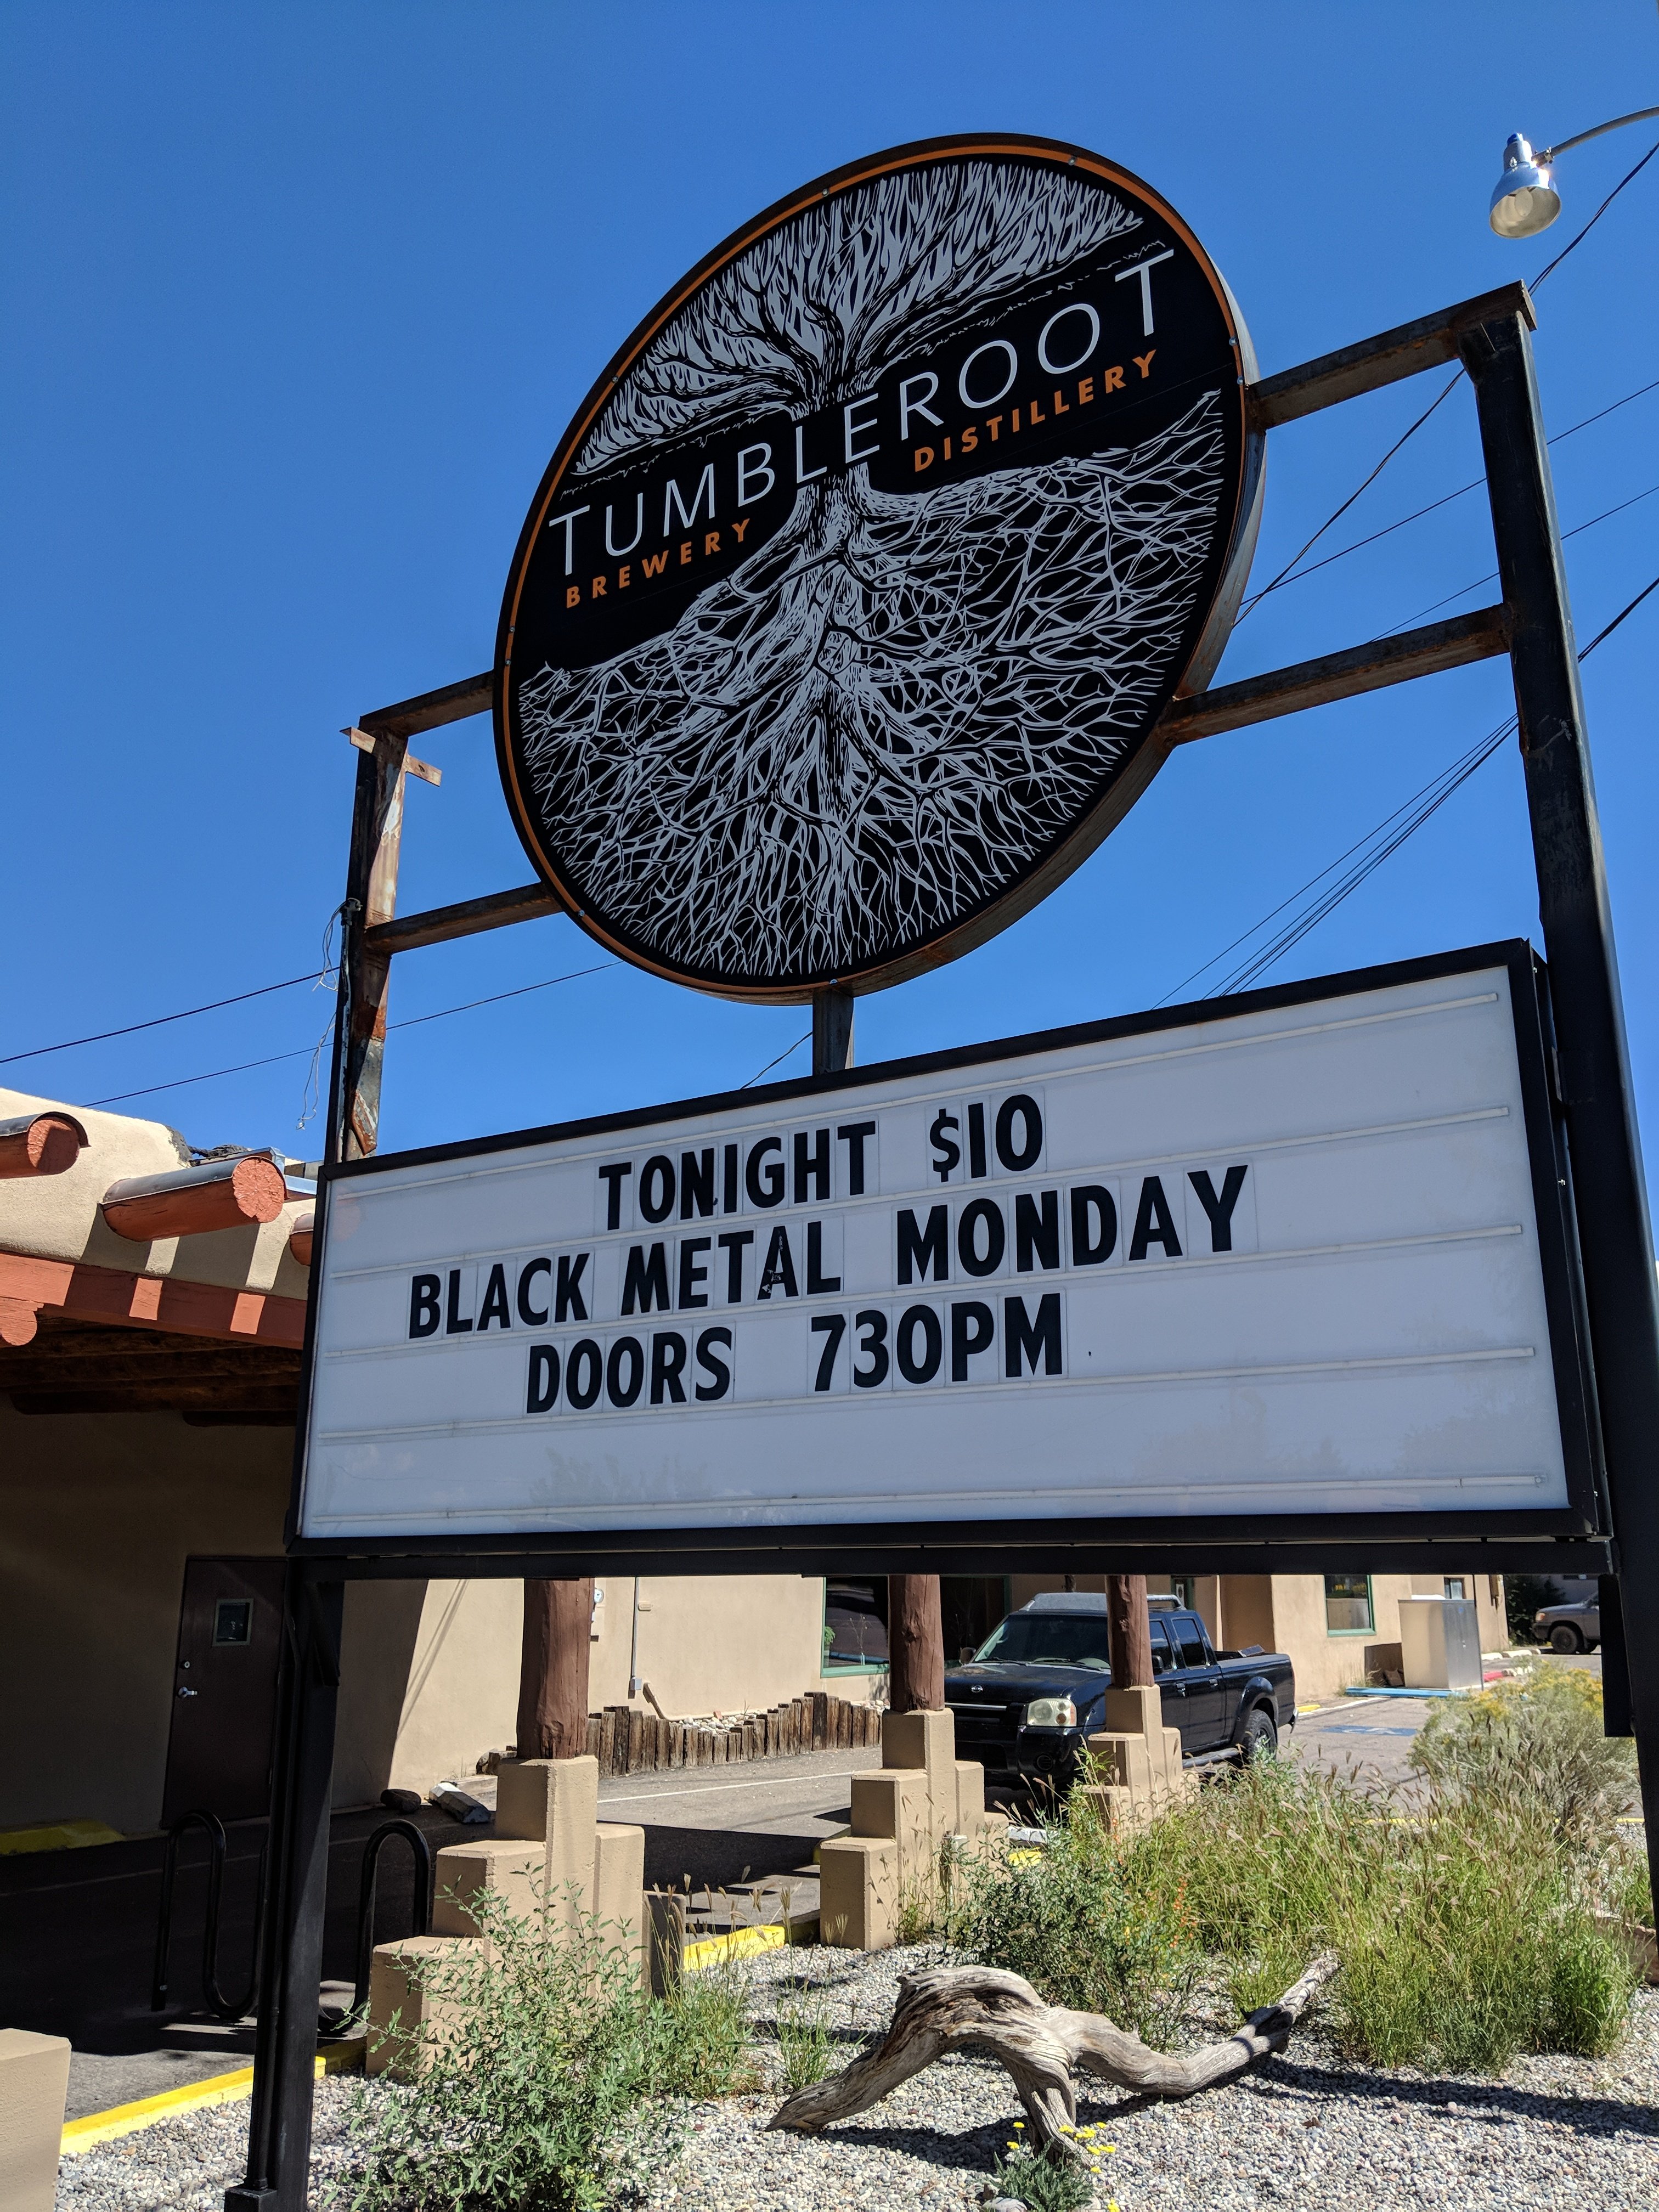 TUMBLEROOT
BREWERY DISTILLERY
TONIGHT $10
BLACK METAL MONDAY
DOORS 730PM